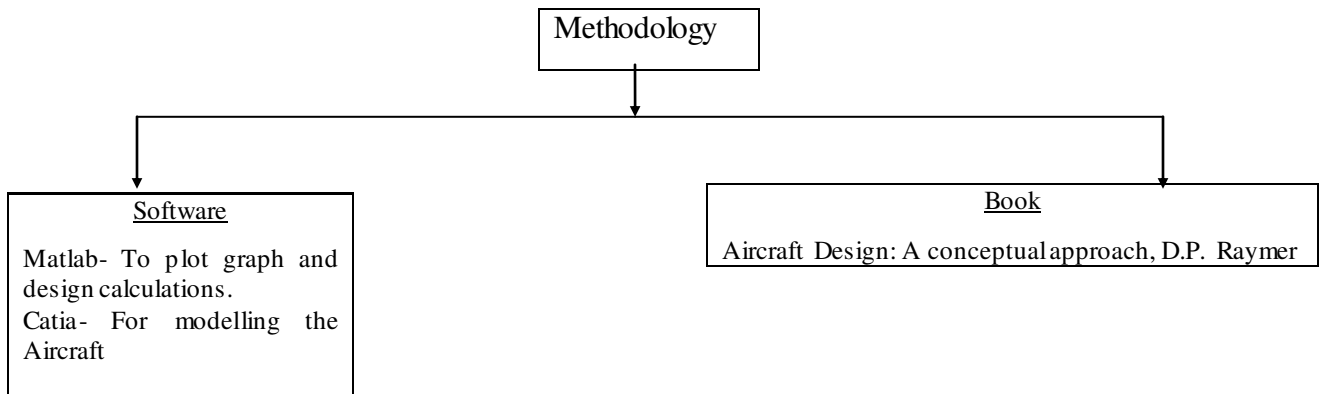 Methodology
Software
Matlab- To plot graph and
design calculations.
Catia- For modelling the
Aircraft
Book
Aircraft Design: A conceptual approach, D.P. Raymer